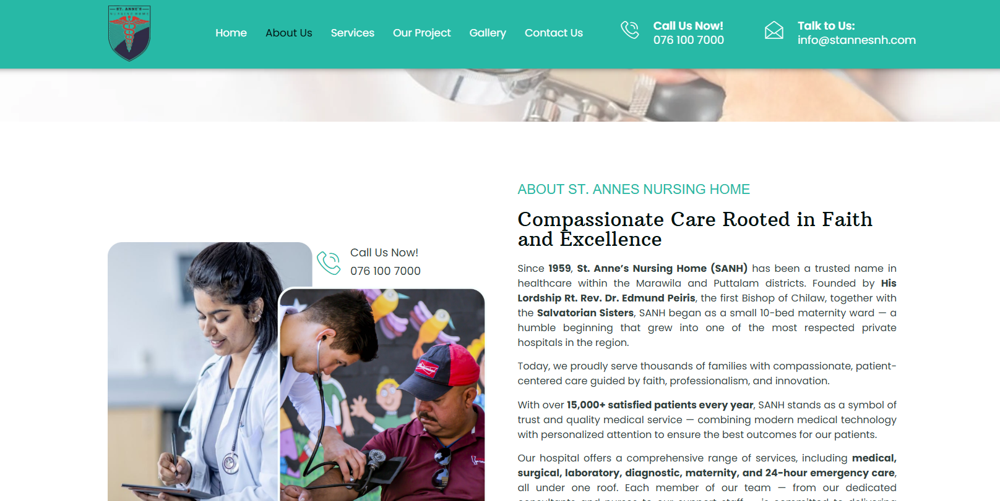 ST. ANNE'S
NURSING HOME
Home
About Us
Services
Our Project
Gallery
Contact Us
Call Us Now!
076 100 7000
Talk to Us:
info@stannesnh.com
Call Us Now!
076 100 7000
Budweiser
ABOUT ST. ANNES NURSING HOME
Compassionate Care Rooted in Faith
and Excellence
Since 1959, St. Anne’s Nursing Home (SANH) has been a trusted name in
healthcare within the Marawila and Puttalam districts. Founded by His
Lordship Rt. Rev. Dr. Edmund Peiris, the first Bishop of Chilaw, together with
the Salvatorian Sisters, SANH began as a small 10-bed maternity ward — a
humble beginning that grew into one of the most respected private
hospitals in the region.
Today, we proudly serve thousands of families with compassionate, patient-
centered care guided by faith, professionalism, and innovation.
With over 15,000+ satisfied patients every year, SANH stands as a symbol of
trust and quality medical service — combining modern medical technology
with personalized attention to ensure the best outcomes for our patients.
Our hospital offers a comprehensive range of services, including medical,
surgical, laboratory, diagnostic, maternity, and 24-hour emergency care,
all under one roof. Each member of our team — from our dedicated